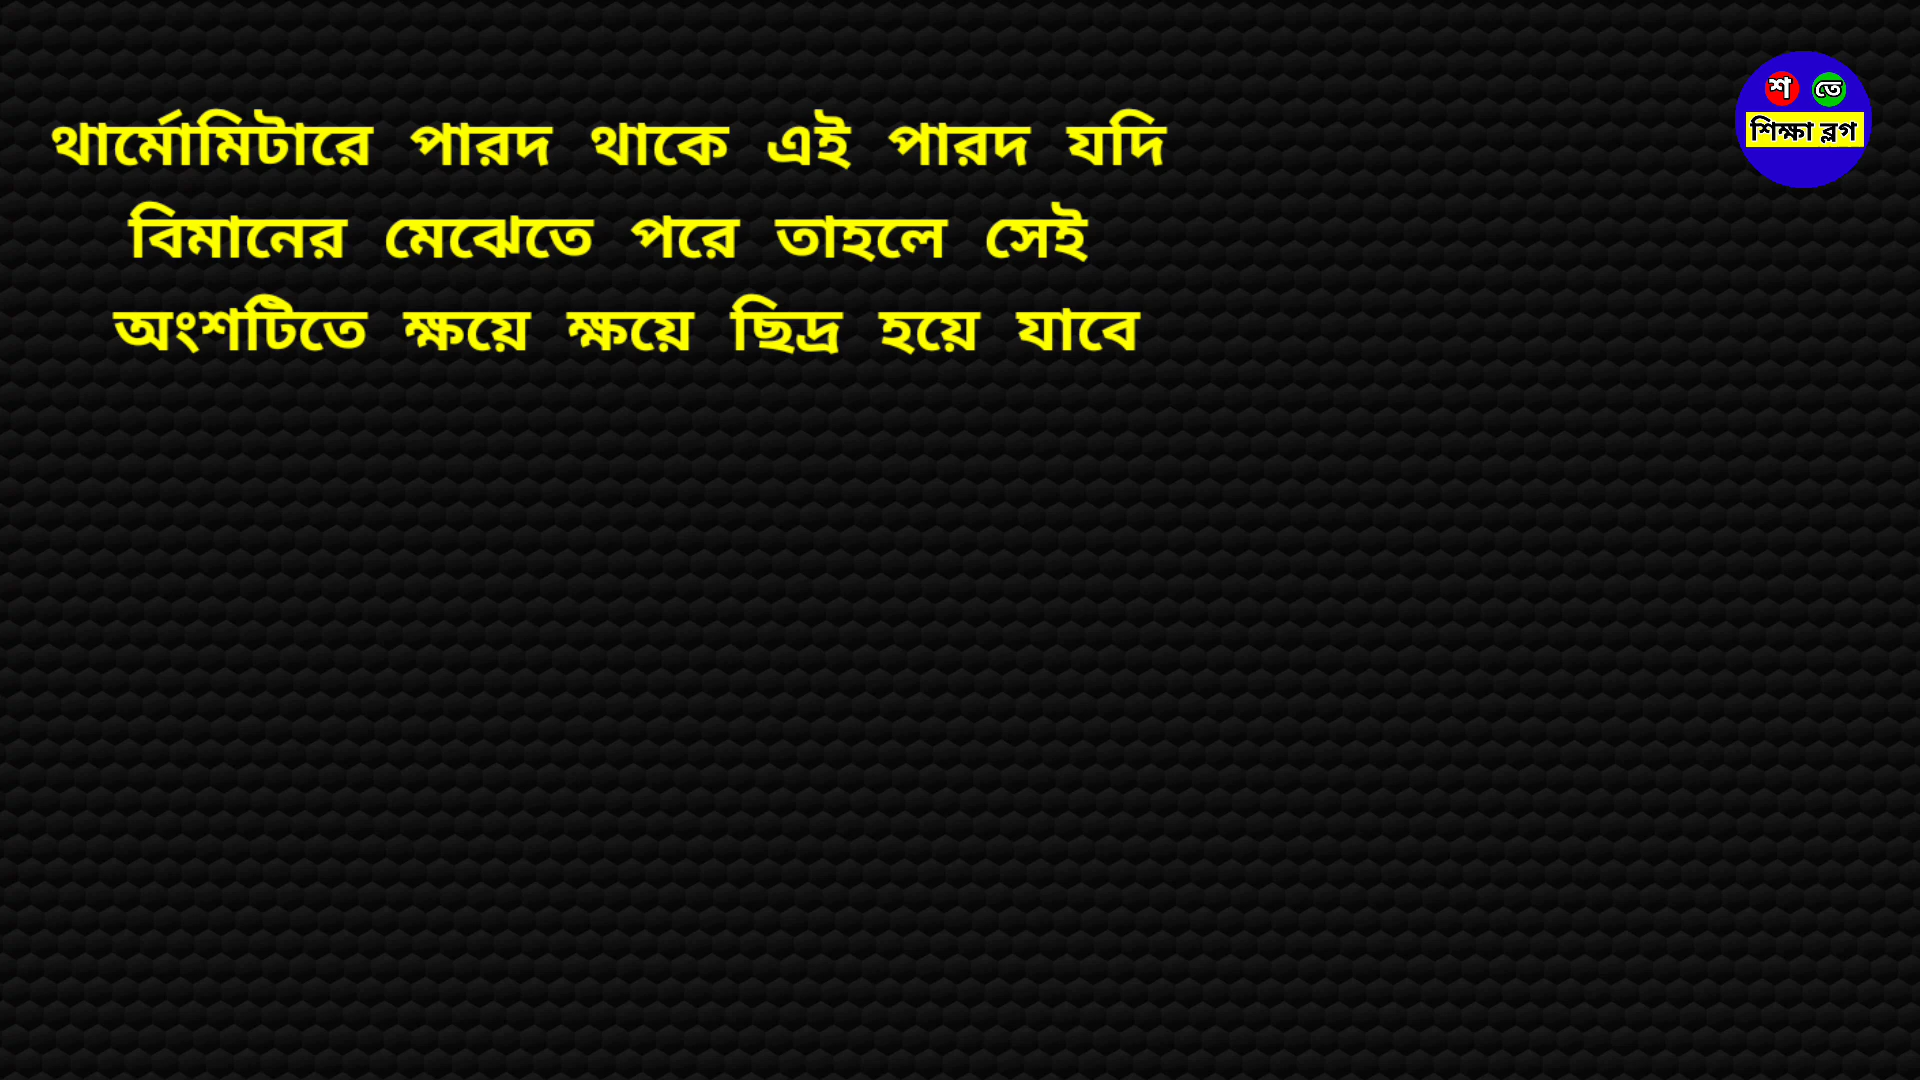 থার্মোমিটারে পারদ থাকে এই পারদ যদি
বিমানের মেঝেতে পরে তাহলে সেই
অংশটিতে ক্ষয়ে ক্ষয়ে ছিদ্র হয়ে যাবে
শ তে
শিক্ষা ব্লগ